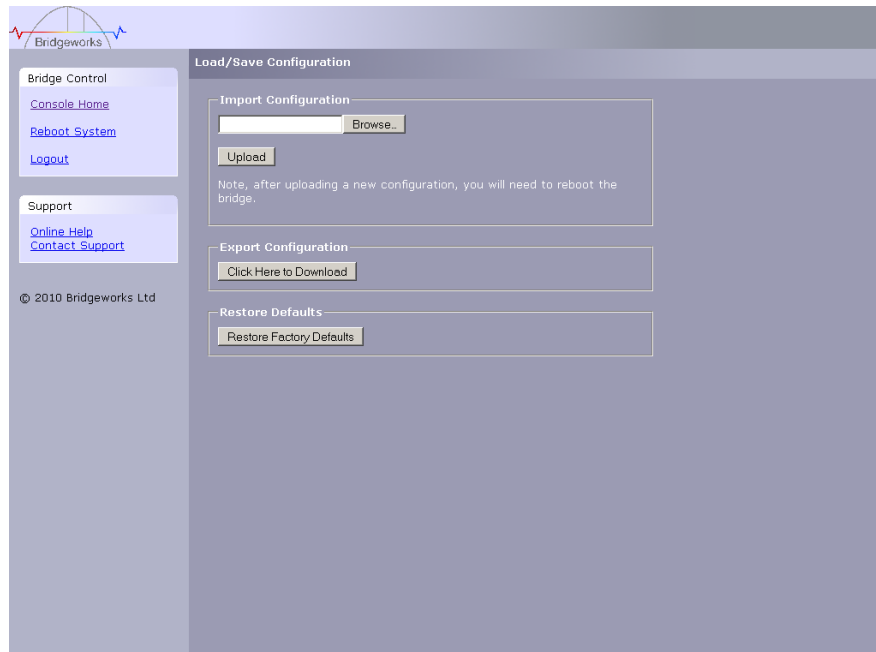 Bridgeworks
Load/Save Configuration
Bridge Control
Console Home
Reboot System
Logout
Support
Online Help
Contact Support
© 2010 Bridgeworks Ltd
Import Configuration
Browse..
Upload
Note, after uploading a new configuration, you will need to reboot the
bridge.
Export Configuration
Click Here to Download
Restore Defaults
Restore Factory Defaults